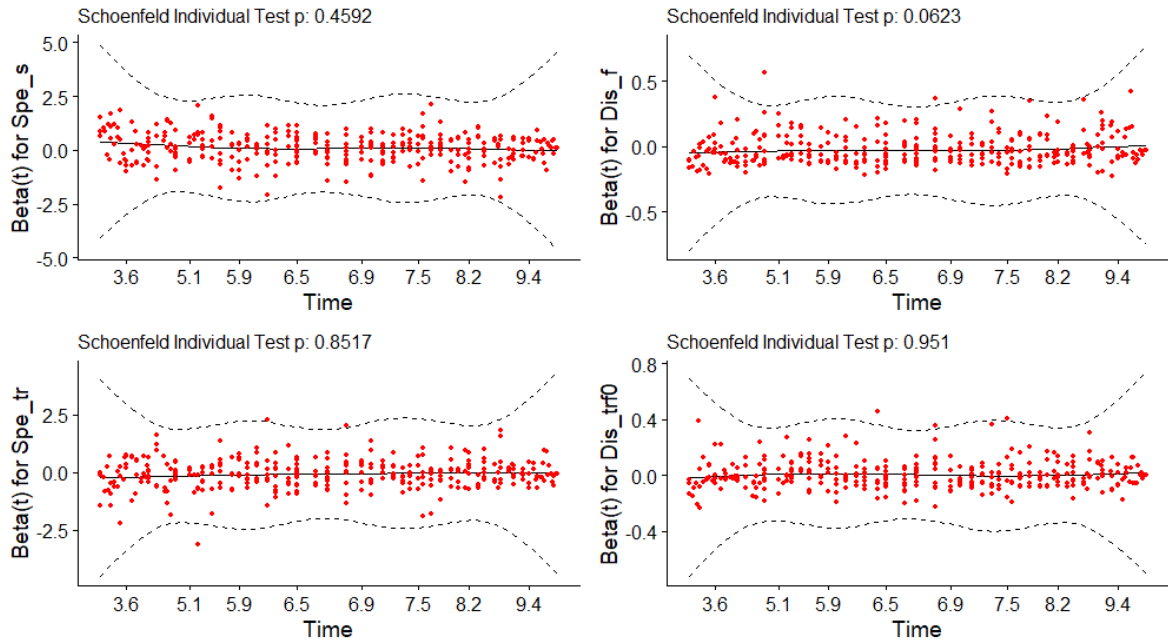 Schoenfeld Individual Test p: 0.4592
5.0
2.5
0.0
-2.5
-5.0
Beta(t) for Spe_s
3.6 5.1 5.9 6.5 6.9 7.5 8.2 9.4
Time
Schoenfeld Individual Test p: 0.0623
0.5
0.0
-0.5
Beta(t) for Dis_f
3.6 5.1 5.9 6.5 6.9 7.5 8.2 9.4
Time
Schoenfeld Individual Test p: 0.8517
2.5
0.0
-2.5
Beta(t) for Spe_tr
3.6 5.1 5.9 6.5 6.9 7.5 8.2 9.4
Time
Schoenfeld Individual Test p: 0.951
0.8
0.4
0.0
-0.4
Beta(t) for Dis_trf0
3.6 5.1 5.9 6.5 6.9 7.5 8.2 9.4
Time